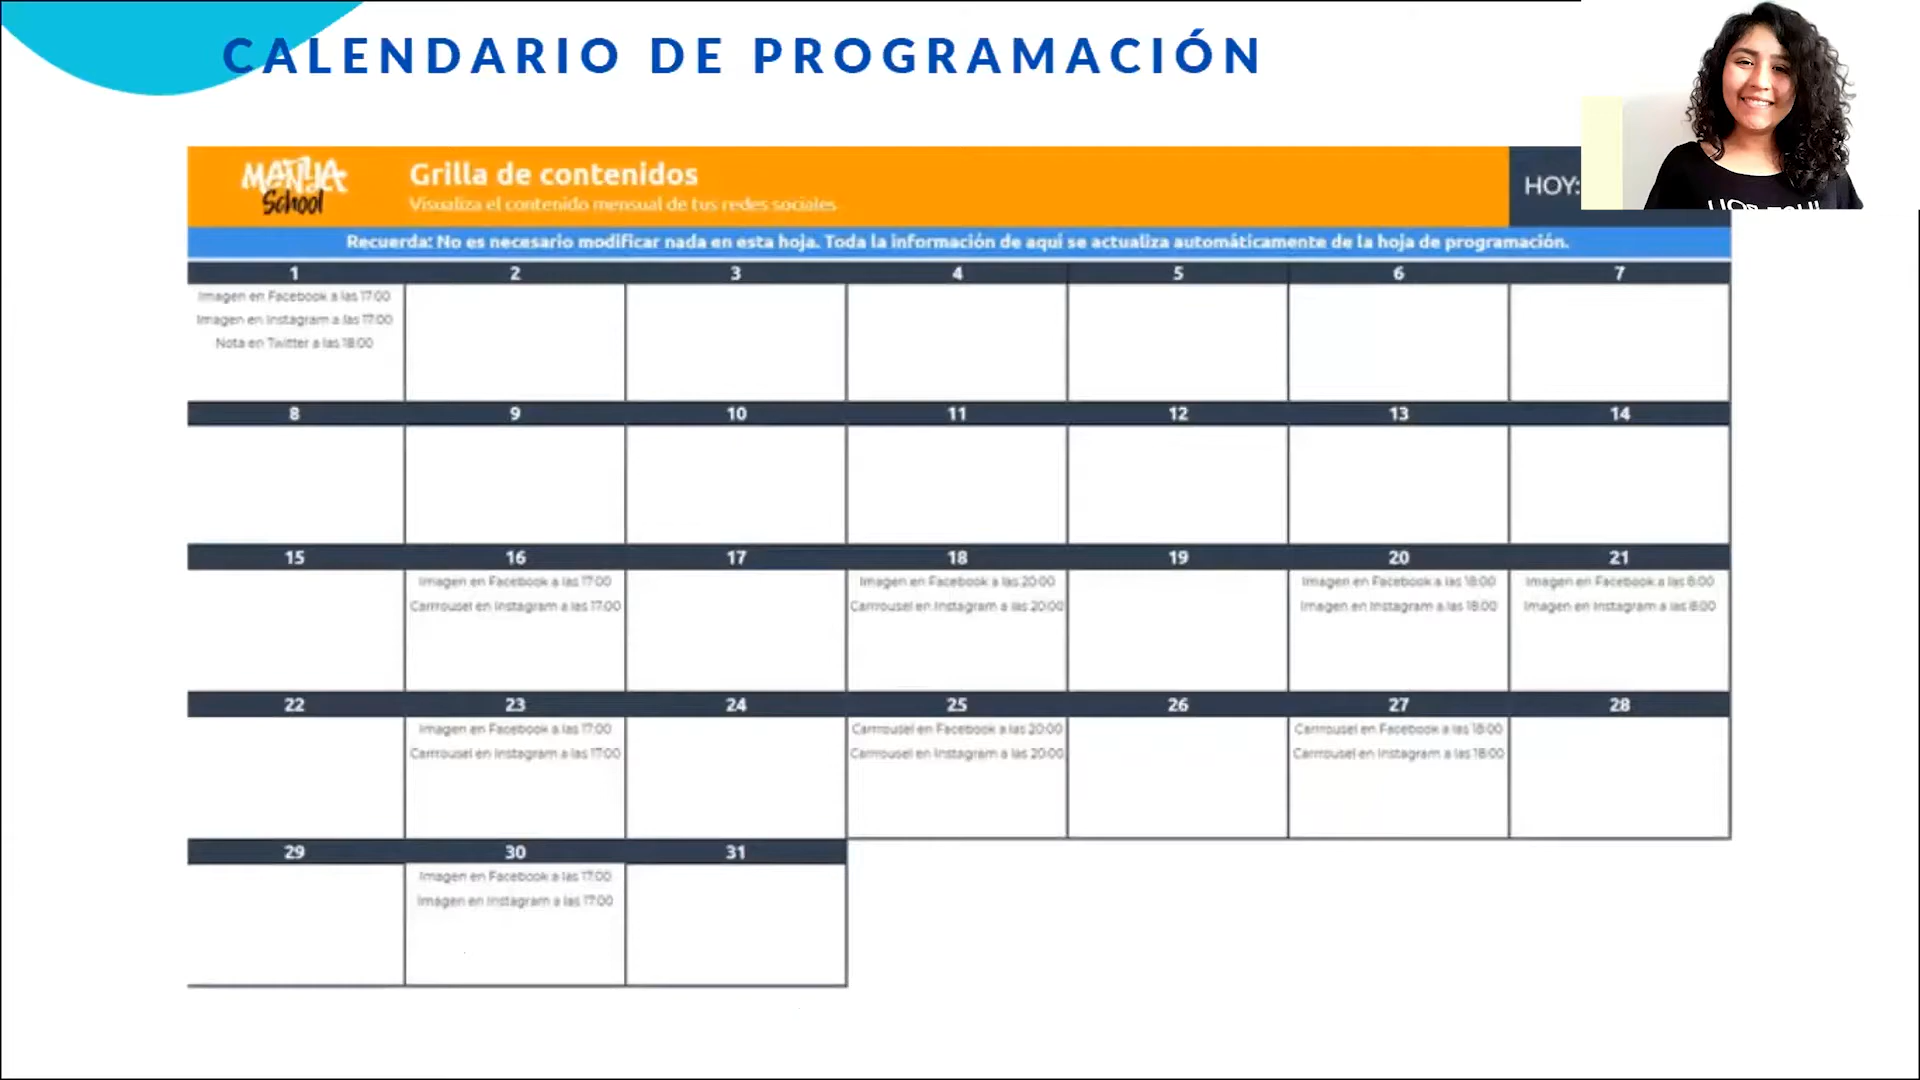 CALENDARIO DE PROGRAMACIÓN
MANYA
School
Grilla de contenidos
Visualiza el contenido mensual de tus redes sociales
HOY:
Recuerda: No es necesario modificar nada en esta hoja. Toda la información de aquí se actualiza automáticamente de la hoja de programación.
1 2 3 4 5 6 7
Imagen en Facebook a las 17:00
Imagen en Instagram a las 17:00
Nota en Twitter a las 18:00
8 9 10 11 12 13 14
15 16 17 18 19 20 21
Imagen en Facebook a las 17:00
Carrrousel en Instagram a las 17:00
Imagen en Facebook a las 20:00
Carrrousel en Instagram a las 20:00
Imagen en Facebook a las 18:00
Imagen en Instagram a las 18:00
Imagen en Facebook a las 8:00
Imagen en Instagram a las 8:00
22 23 24 25 26 27 28
Imagen en Facebook a las 17:00
Carrrousel en Instagram a las 17:00
Carrrousel en Facebook a las 20:00
Carrrousel en Instagram a las 20:00
Carrrousel en Facebook a las 18:00
Carrrousel en Instagram a las 18:00
29 30 31
Imagen en Facebook a las 17:00
Imagen en Instagram a las 17:00